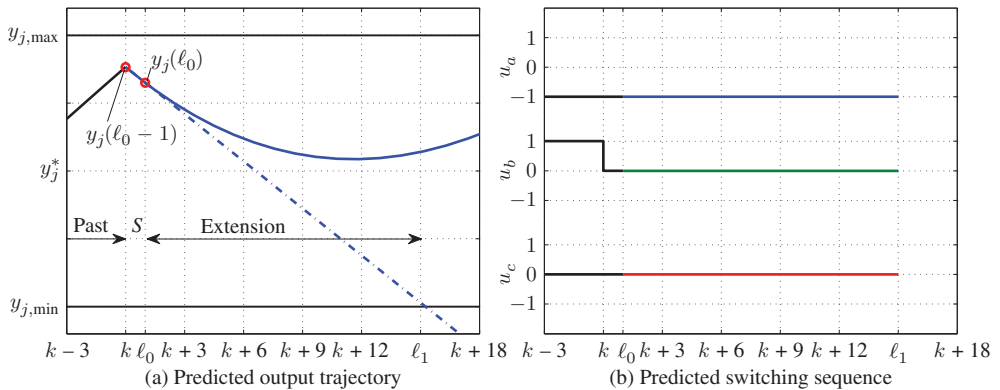 y_{j,max}
y_j(ℓ_0)
y_j(ℓ_0 − 1)
y_j^*
Past S Extension
y_{j,min}
k − 3 k ℓ_0 k + 3 k + 6 k + 9 k + 12 ℓ_1 k + 18
(a) Predicted output trajectory
1
u_a 0
−1
1
u_b 0
−1
1
u_c 0
−1
k − 3 k ℓ_0 k + 3 k + 6 k + 9 k + 12 ℓ_1 k + 18
(b) Predicted switching sequence